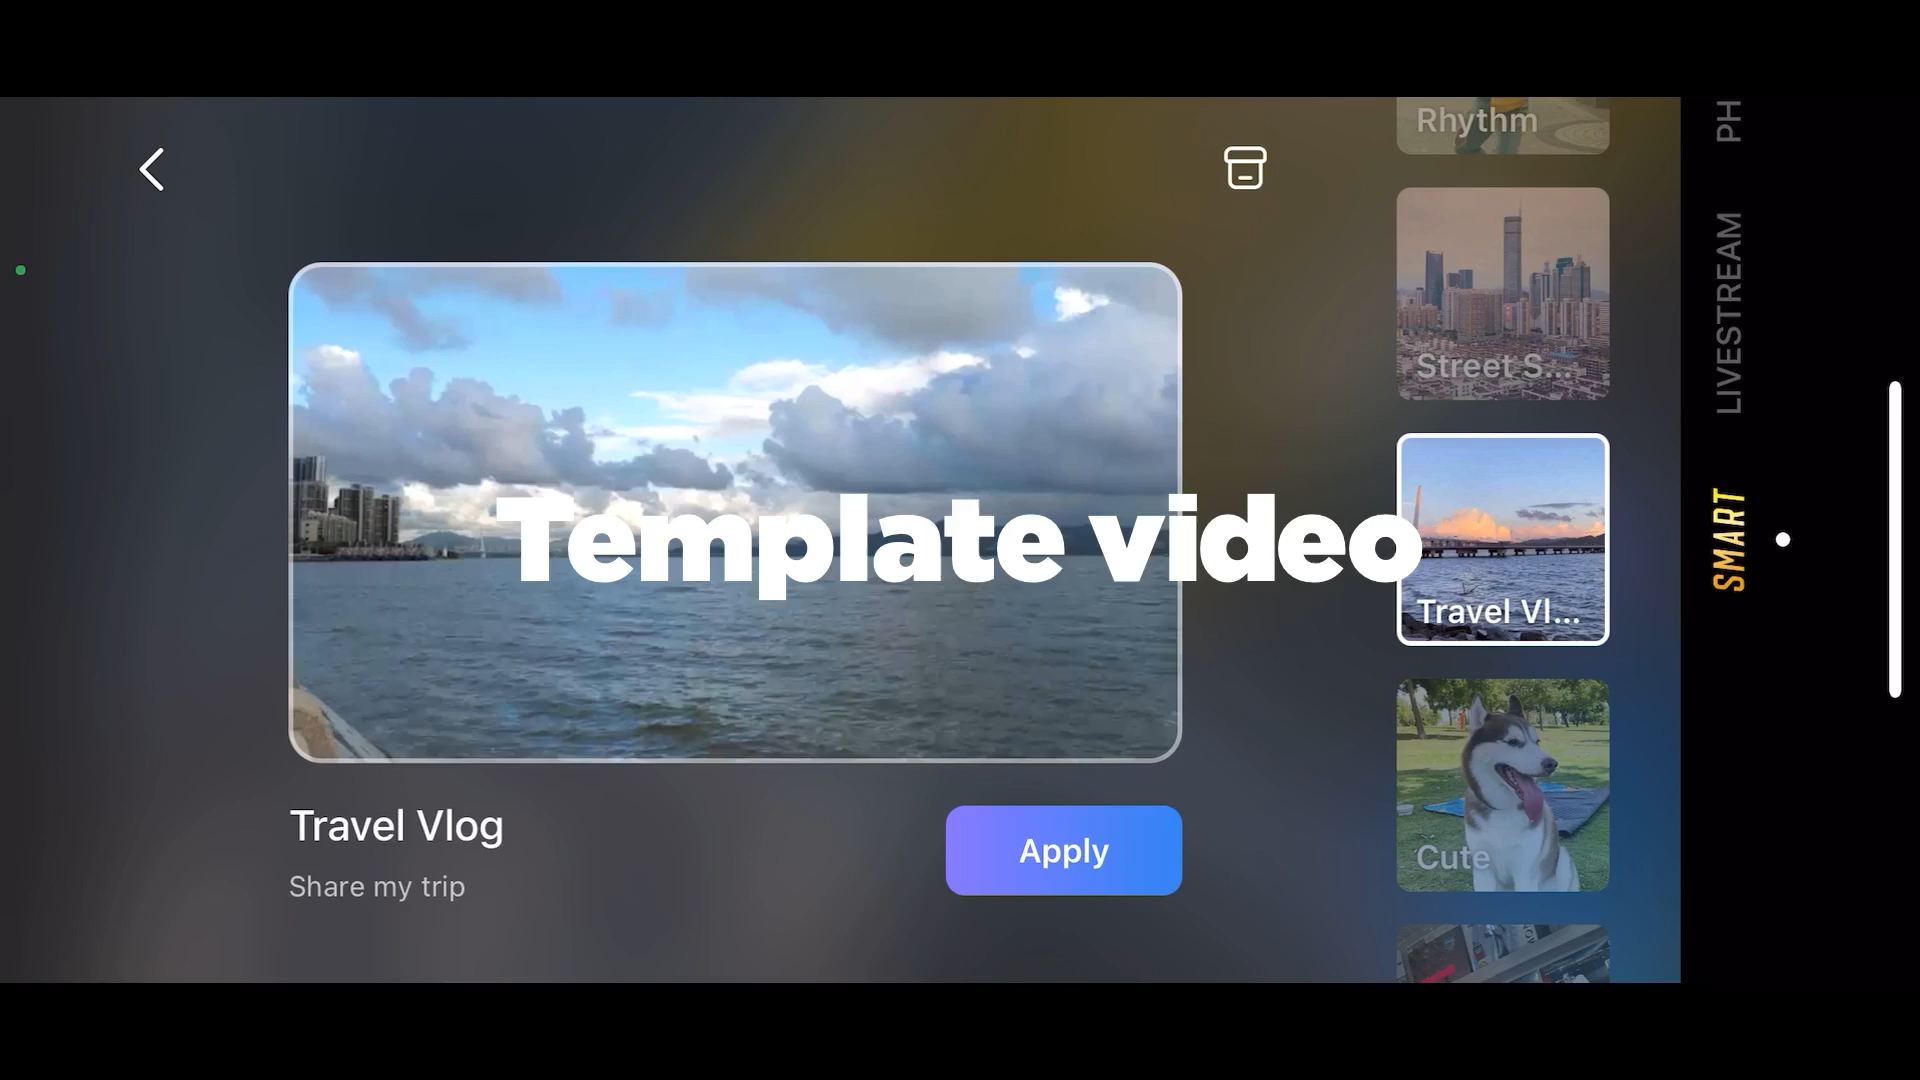 Rhythm
Street S...
Template video
Travel Vl...
Travel Vlog
Share my trip
Apply
Cute
PH
LIVESTREAM
SMART